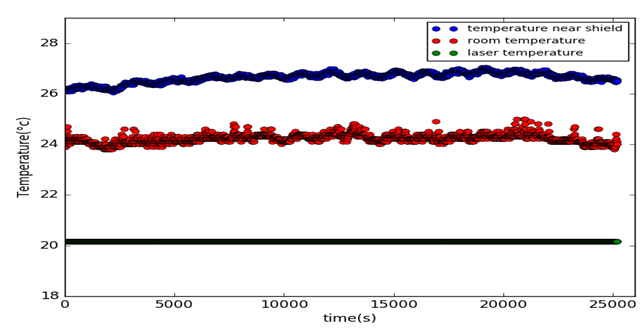 28
26
24
22
20
18
Temperature(°c)
temperature near shield
room temperature
laser temperature
0 5000 10000 15000 20000 25000
time(s)